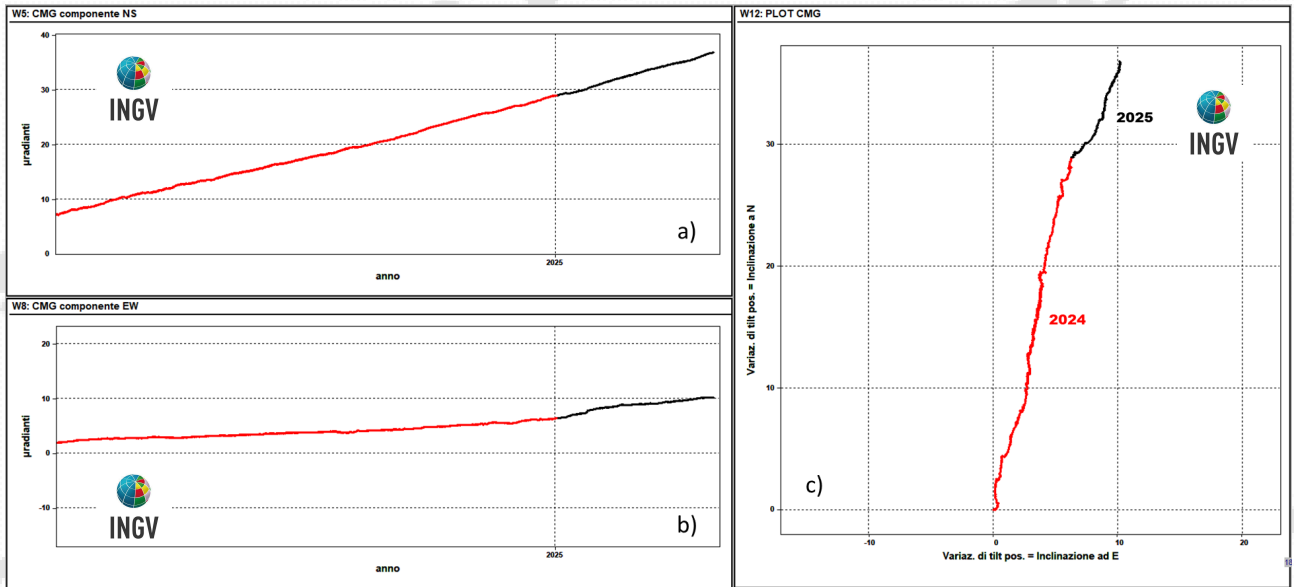 W5: CMG componente NS
40
30
20
10
0
µradianti
INGV
a)
2025
anno
W8: CMG componente EW
20
10
0
-10
µradianti
INGV
b)
2025
anno
W12: PLOT CMG
30
20
10
0
Variaz. di tilt pos. = Inclinazione a N
2025
INGV
2024
c)
-10
0
10
20
Variaz. di tilt pos. = Inclinazione ad E